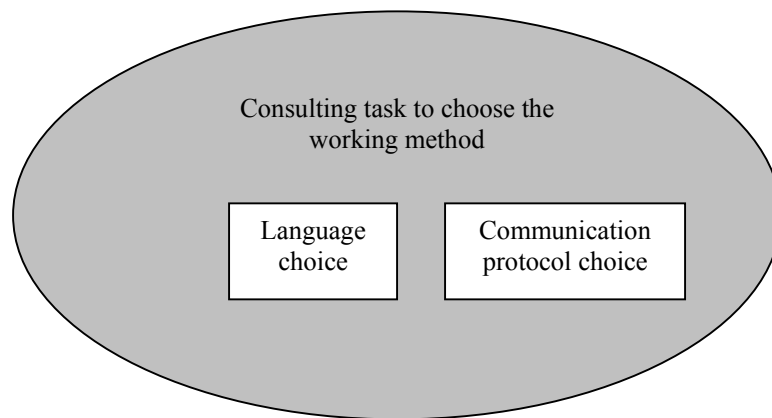 Consulting task to choose the
working method
Language
choice
Communication
protocol choice